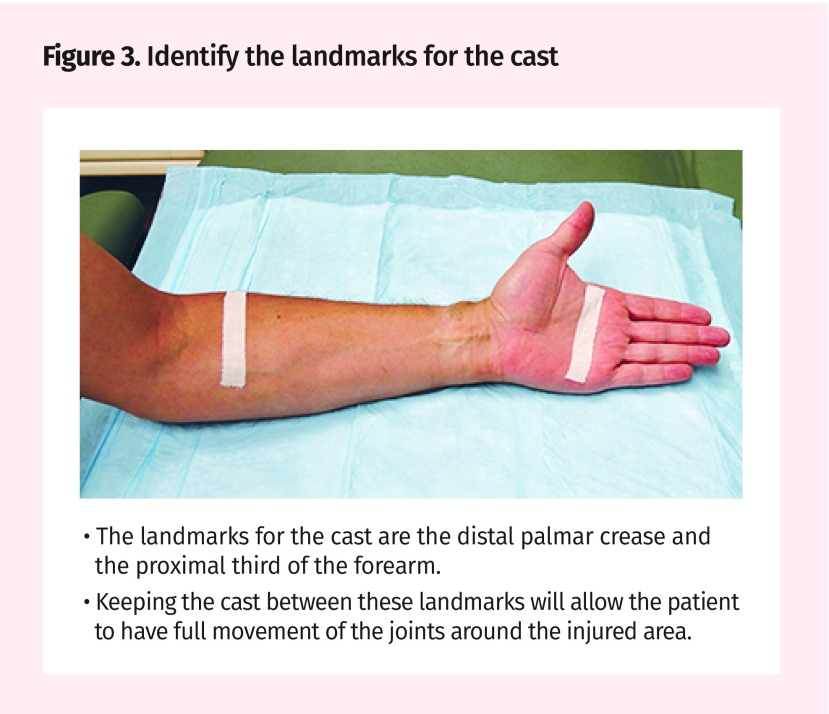 Figure 3. Identify the landmarks for the cast
• The landmarks for the cast are the distal palmar crease and
the proximal third of the forearm.
• Keeping the cast between these landmarks will allow the patient
to have full movement of the joints around the injured area.